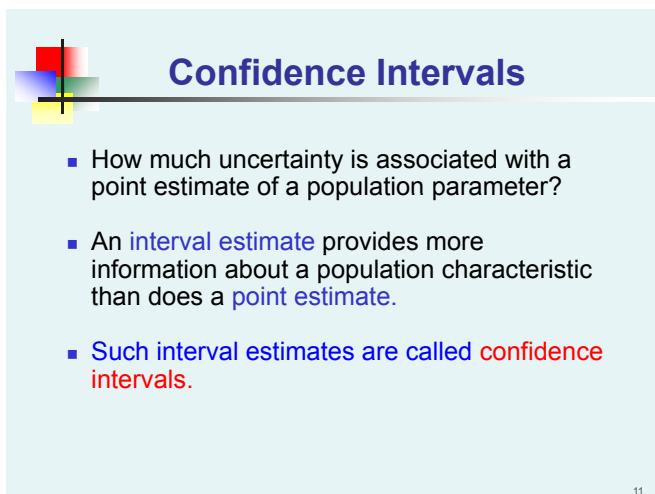 Confidence Intervals
How much uncertainty is associated with a
point estimate of a population parameter?
An interval estimate provides more
information about a population characteristic
than does a point estimate.
Such interval estimates are called confidence
intervals.
11